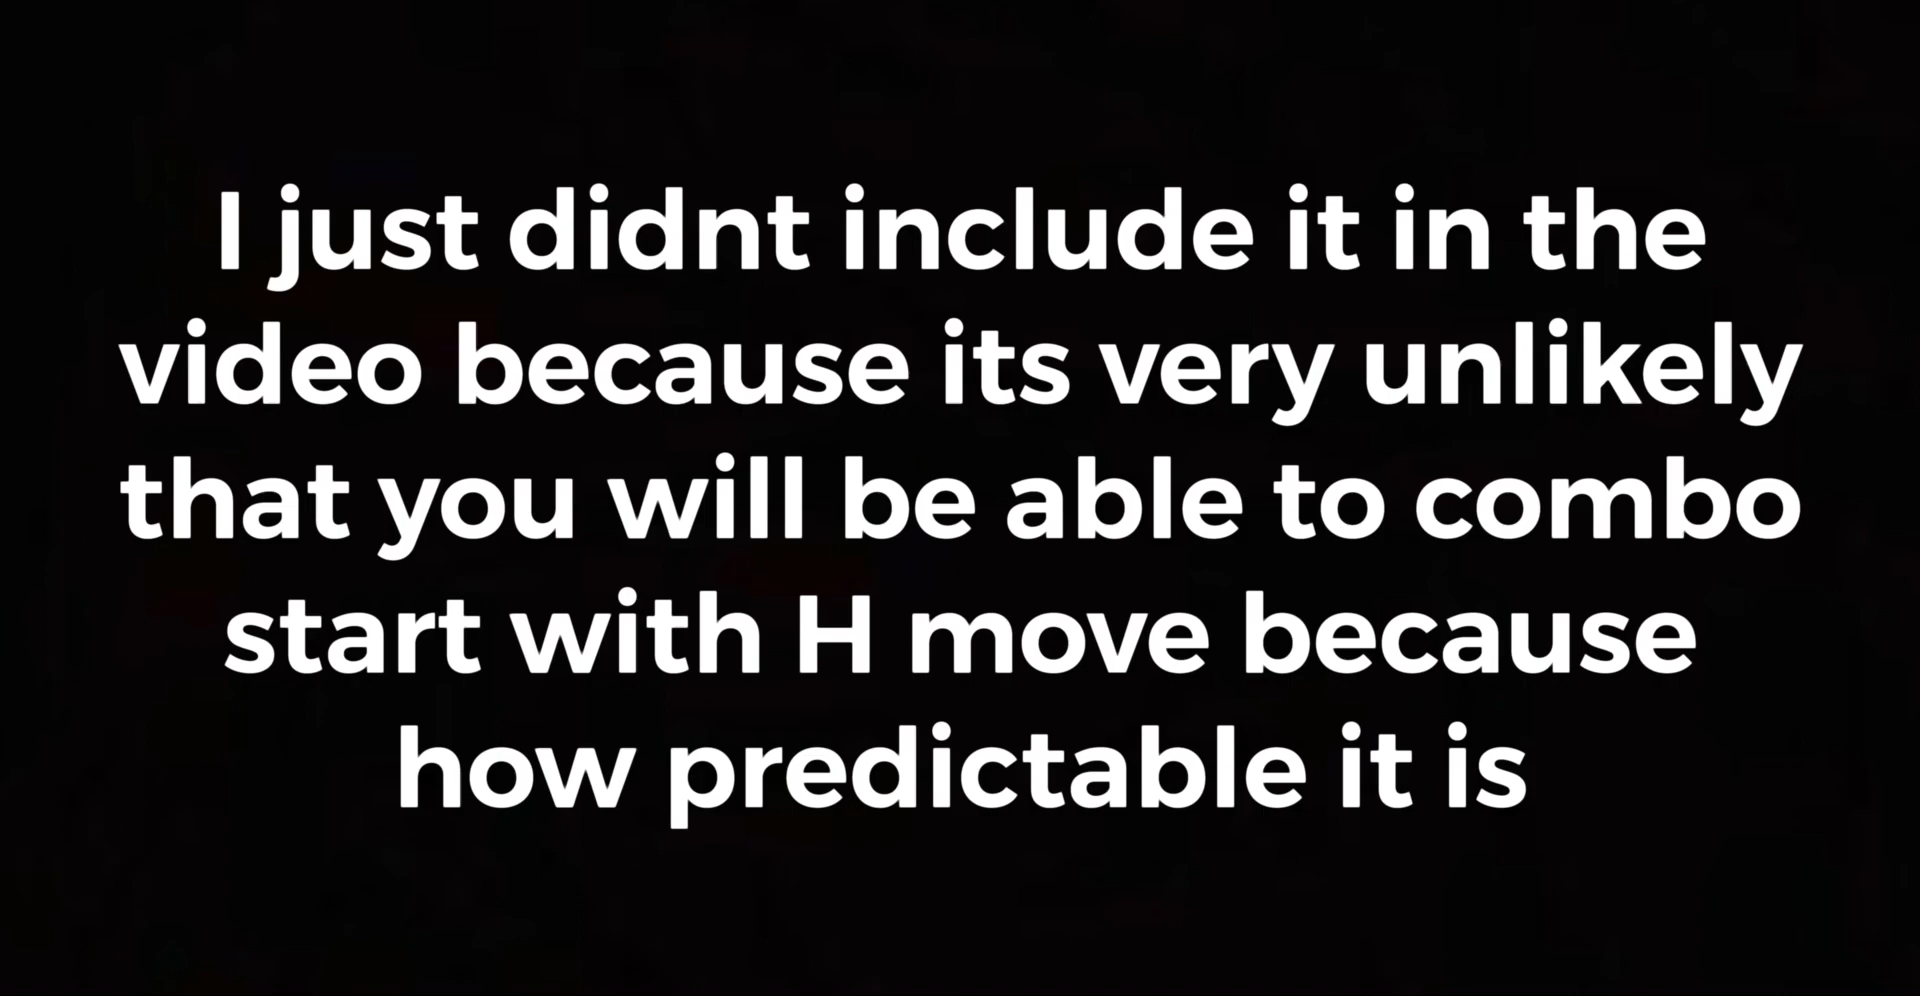 I just didnt include it in the
video because its very unlikely
that you will be able to combo
start with H move because
how predictable it is